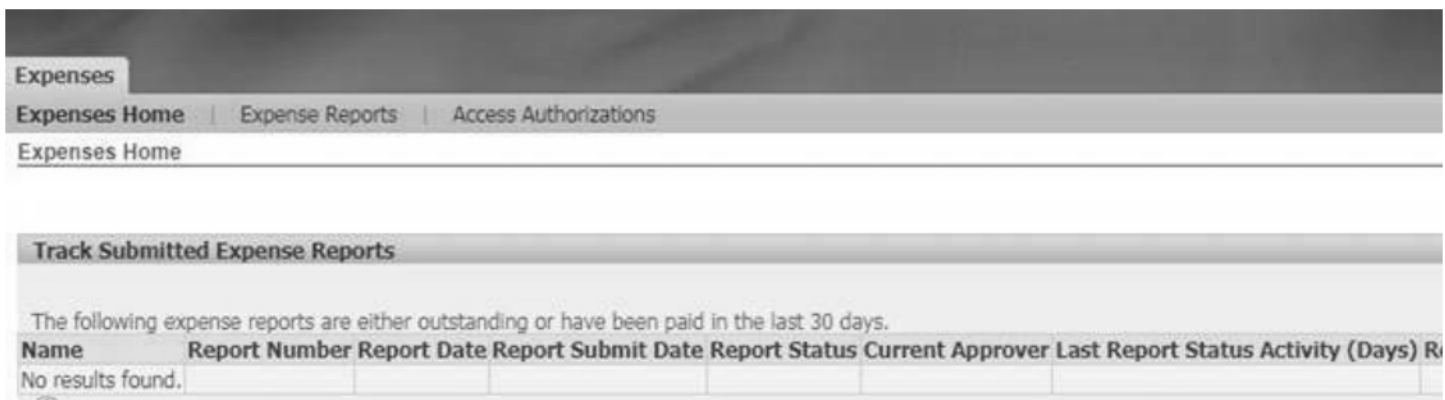 Expenses
Expenses Home | Expense Reports | Access Authorizations
Expenses Home
Track Submitted Expense Reports
The following expense reports are either outstanding or have been paid in the last 30 days.
Name Report Number Report Date Report Submit Date Report Status Current Approver Last Report Status Activity (Days)
No results found.